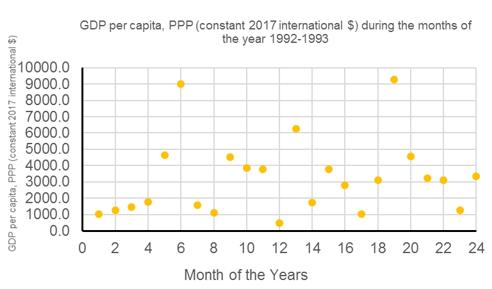 GDP per capita, PPP (constant 2017 international $) during the months of
the year 1992-1993
GDP per capita, PPP (constant 2017 international $)
10000.0
9000.0
8000.0
7000.0
6000.0
5000.0
4000.0
3000.0
2000.0
1000.0
0.0
0 2 4 6 8 10 12 14 16 18 20 22 24
Month of the Years